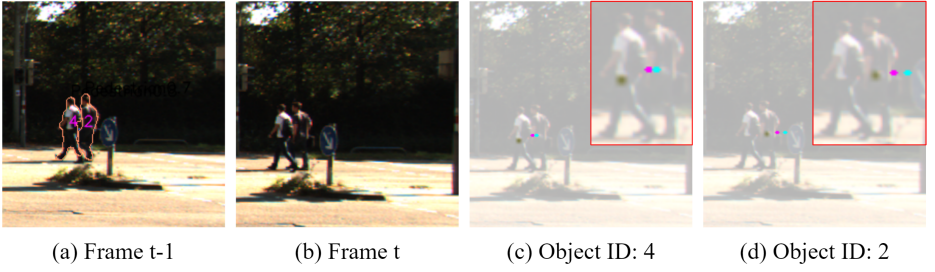 4 2
(a) Frame t-1
(b) Frame t
(c) Object ID: 4
(d) Object ID: 2